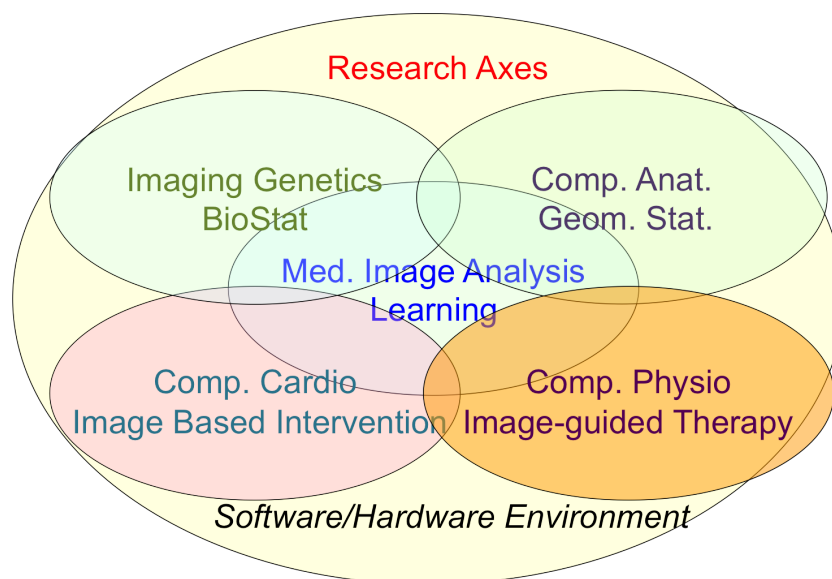 Research Axes
Imaging Genetics
BioStat
Comp. Anat.
Geom. Stat.
Med. Image Analysis
Learning
Comp. Cardio
Image Based Intervention
Comp. Physio
Image-guided Therapy
Software/Hardware Environment